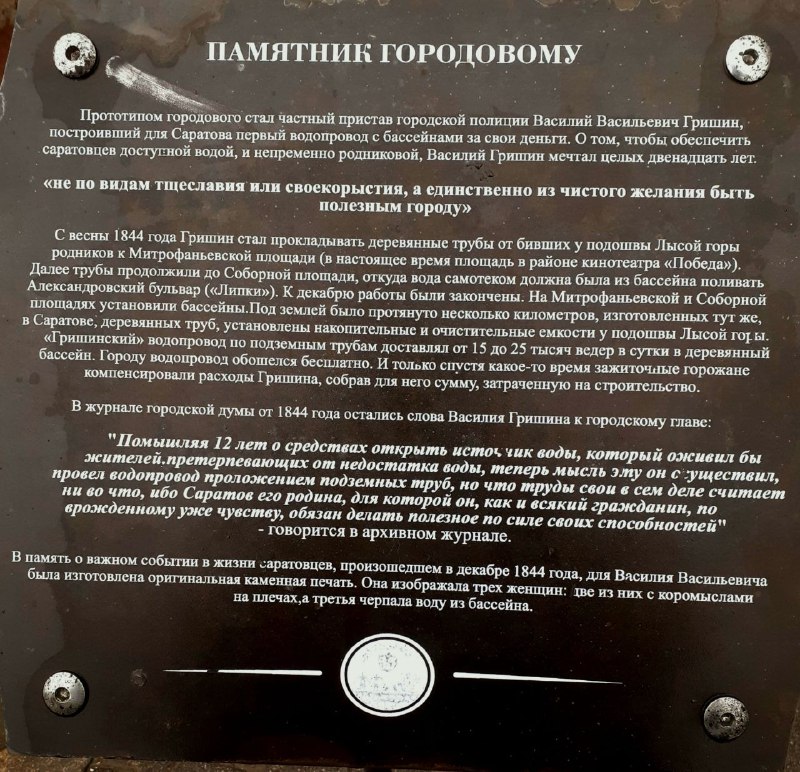 ПАМЯТНИК ГОРОДОВОМУ
Прототипом городового стал частный пристав городской полиции Василий Васильевич Гришин,
построивший для Саратова первый водопровод с бассейнами за свои деньги. О том, чтобы обеспечить
саратовцев доступной водой, и непременно родниковой, Василий Гришин мечтал целых двенадцать лет.
«не по видам тщеславия или своекорыстия, а единственно из чистого желания быть
полезным городу»
С весны 1844 года Гришин стал прокладывать деревянные трубы от бивших у подошвы Лысой горы
родников к Митрофаньевской площади (в настоящее время площадь в районе кинотеатра «Победа»).
Далее трубы продолжили до Соборной площади, откуда вода самотеком должна была из бассейна поливать
Александровский бульвар («Липки»). К декабрю работы были закончены. На Митрофаньевской и Соборной
площадях установили бассейны.Под землей было протянуто несколько километров, изготовленных тут же,
в Саратове, деревянных труб, установлены накопительные и очистительные емкости у подошвы Лысой горы.
«Гришинский» водопровод по подземным трубам доставлял от 15 до 25 тысяч ведер в сутки в деревянный
бассейн. Городу водопровод обошелся бесплатно. И только спустя какое-то время зажиточные горожане
компенсировали расходы Гришина, собрав для него сумму, затраченную на строительство.
В журнале городской думы от 1844 года остались слова Василия Гришина к городскому главе:
"Помышляя 12 лет о средствах открыть источник воды, который оживил бы
жителей.претерпевающих от недостатка воды, теперь мысль эту он существил,
провел водопровод проложением подземных труб, но что труды свои в сем деле считает
ни во что, ибо Саратов его родина, для которой он, как и всякий гражданин, по
врожденному уже чувству, обязан делать полезное по силе своих способностей"
- говорится в архивном журнале.
В память о важном событии в жизни саратовцев, произошедшем в декабре 1844 года, для Василия Васильевича
была изготовлена оригинальная каменная печать. Она изображала трех женщин: две из них с коромыслами
на плечах,а третья черпала воду из бассейна.